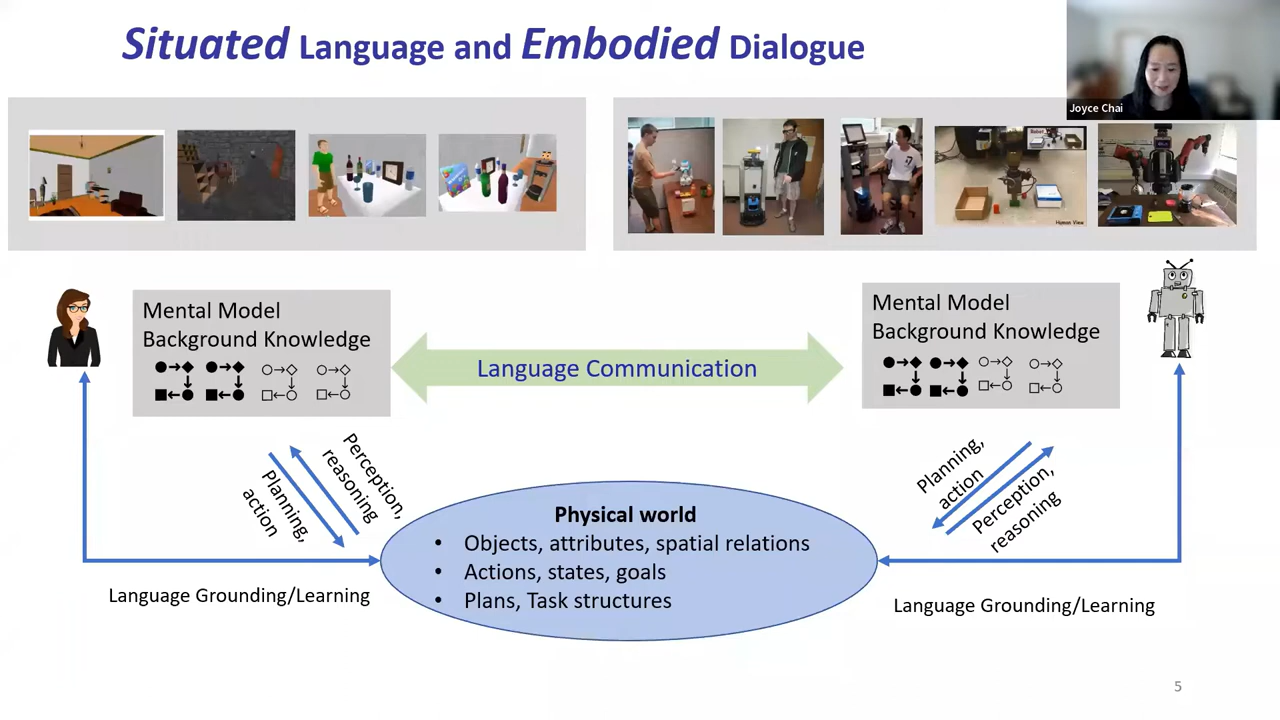 Situated Language and Embodied Dialogue
Joyce Chai
Human View
Mental Model
Background Knowledge
Language Communication
Mental Model
Background Knowledge
Perception,
reasoning
Planning,
action
Planning,
action
Perception,
reasoning
Physical world
• Objects, attributes, spatial relations
• Actions, states, goals
• Plans, Task structures
Language Grounding/Learning
Language Grounding/Learning
5